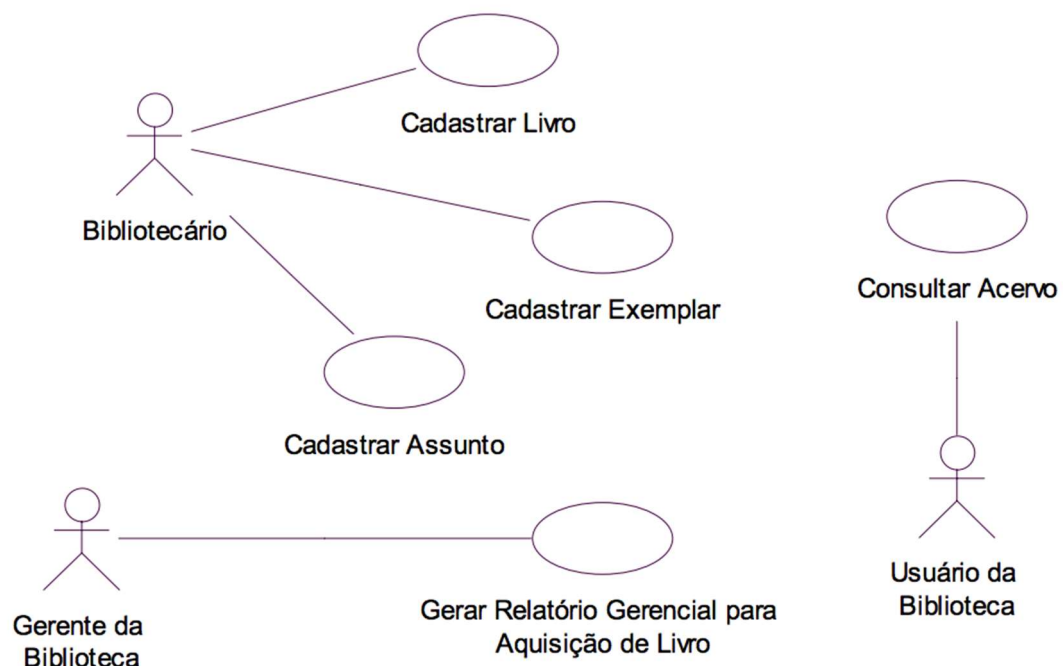 Cadastrar Livro
Bibliotecário
Cadastrar Exemplar
Consultar Acervo
Cadastrar Assunto
Usuário da
Biblioteca
Gerar Relatório Gerencial para
Aquisição de Livro
Gerente da
Biblioteca